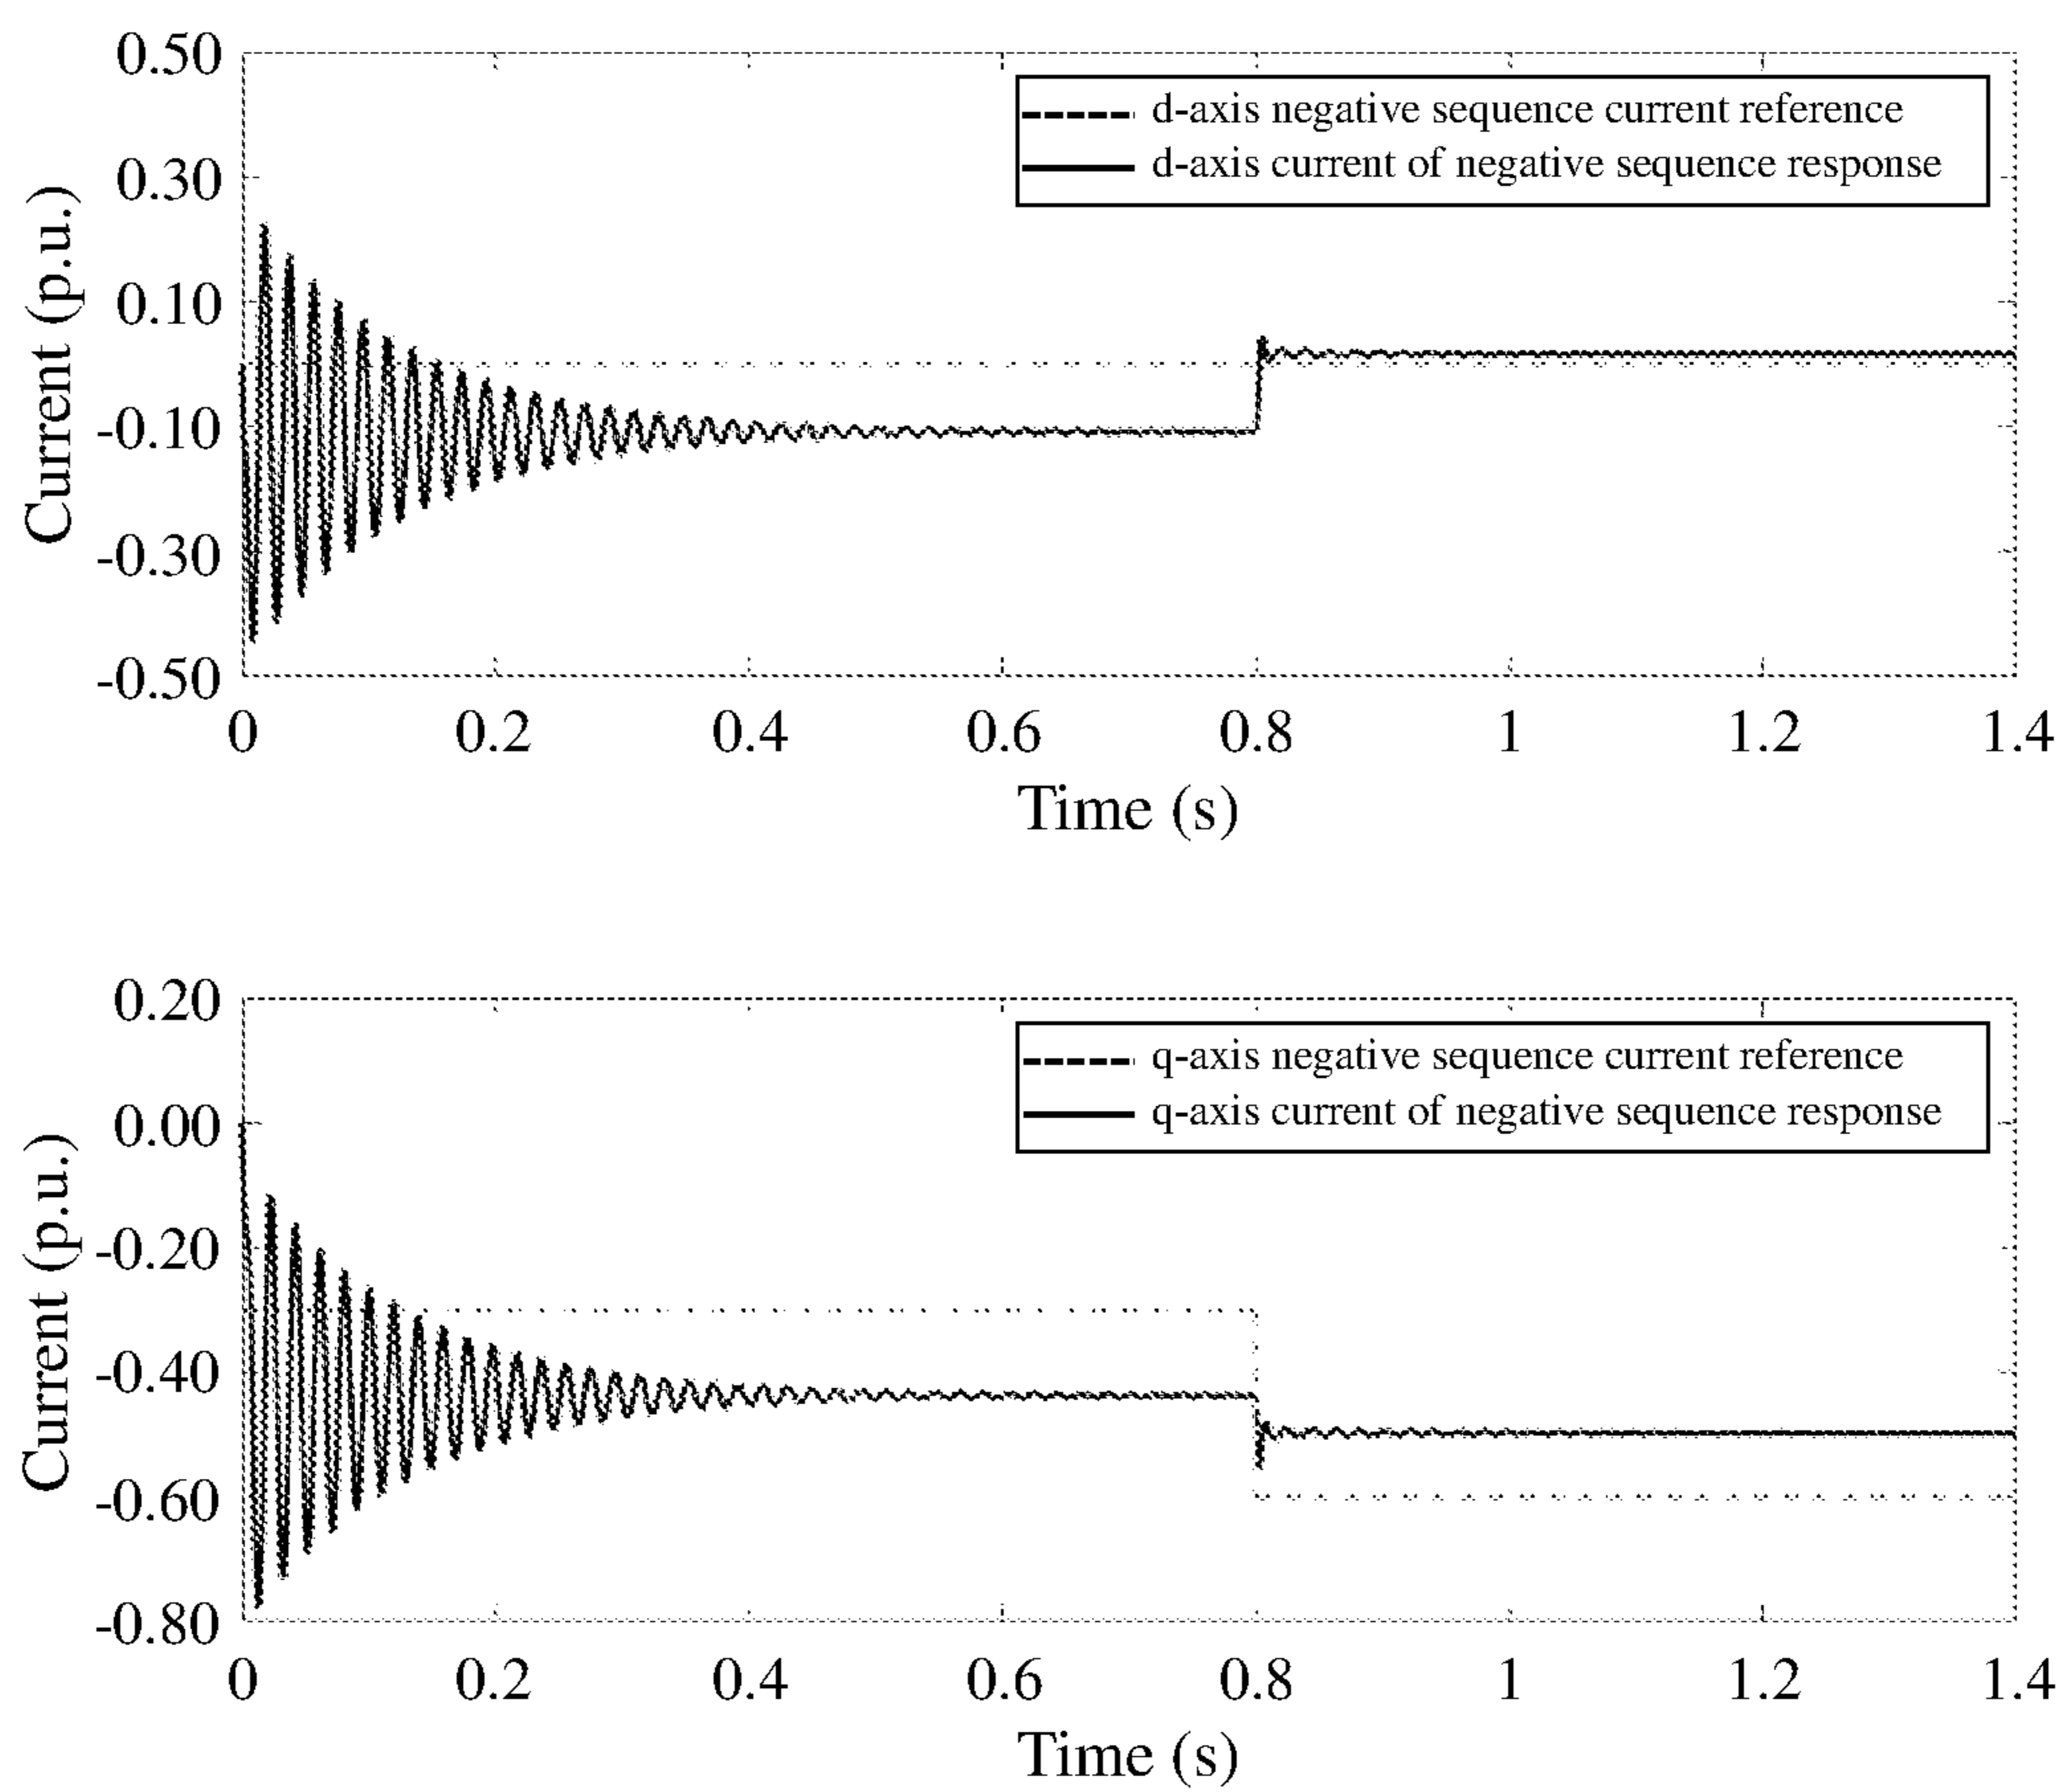 0.50
d-axis negative sequence current reference
d-axis current of negative sequence response
0.30
0.10
-0.10
-0.30
-0.50
Current (p.u.)
0 0.2 0.4 0.6 0.8 1 1.2 1.4
Time (s)
0.20
q-axis negative sequence current reference
q-axis current of negative sequence response
0.00
-0.20
-0.40
-0.60
-0.80
Current (p.u.)
0 0.2 0.4 0.6 0.8 1 1.2 1.4
Time (s)